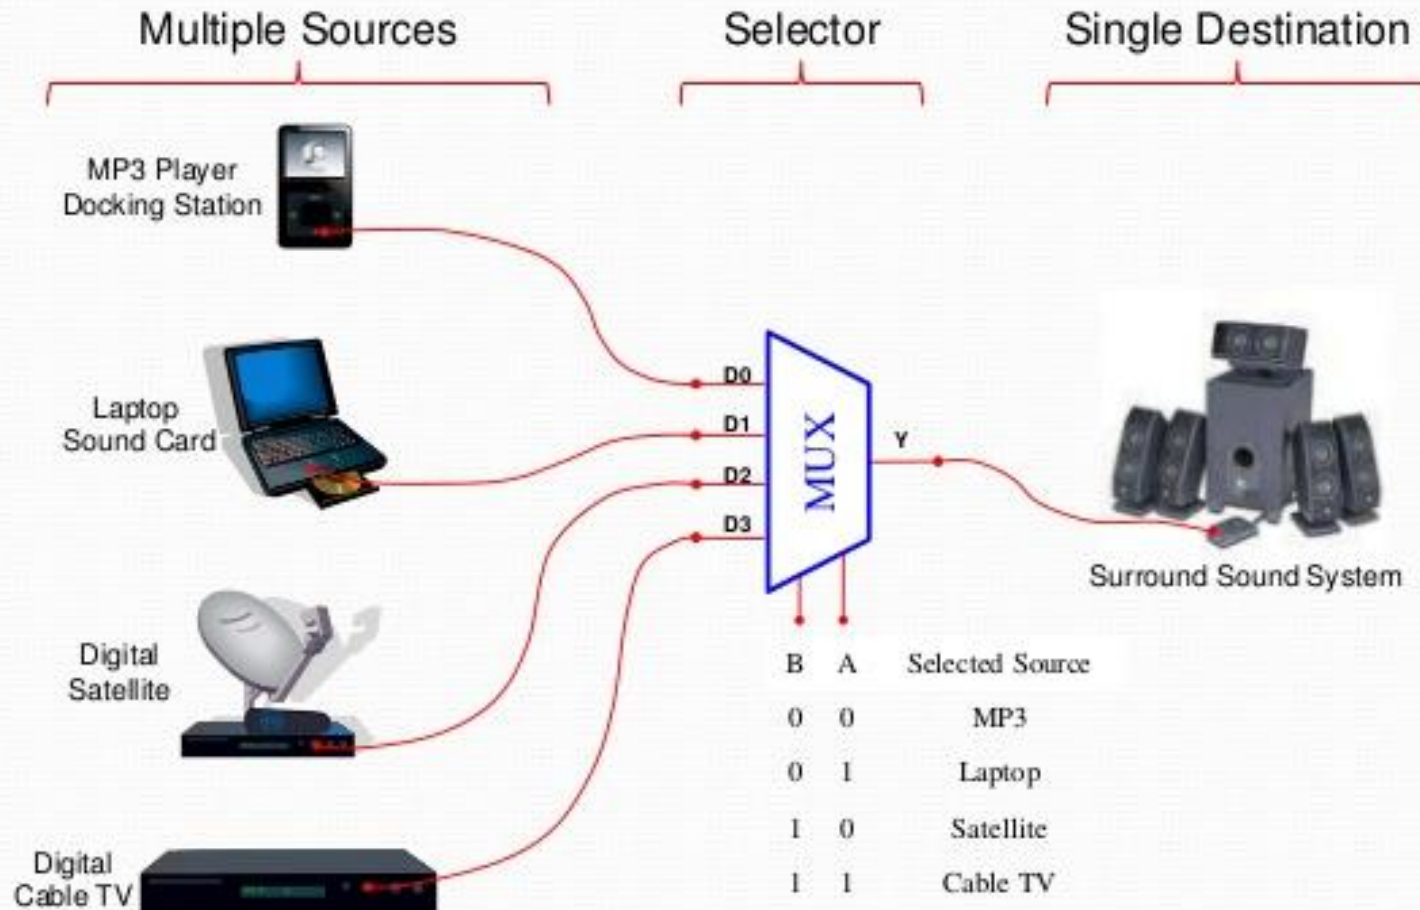 Multiple Sources
Selector
Single Destination
MP3 Player
Docking Station
Laptop
Sound Card
Digital
Satellite
Digital
Cable TV
D0
D1
D2
D3
MUX
Y
Surround Sound System
B A Selected Source
0 0 MP3
0 1 Laptop
1 0 Satellite
1 1 Cable TV